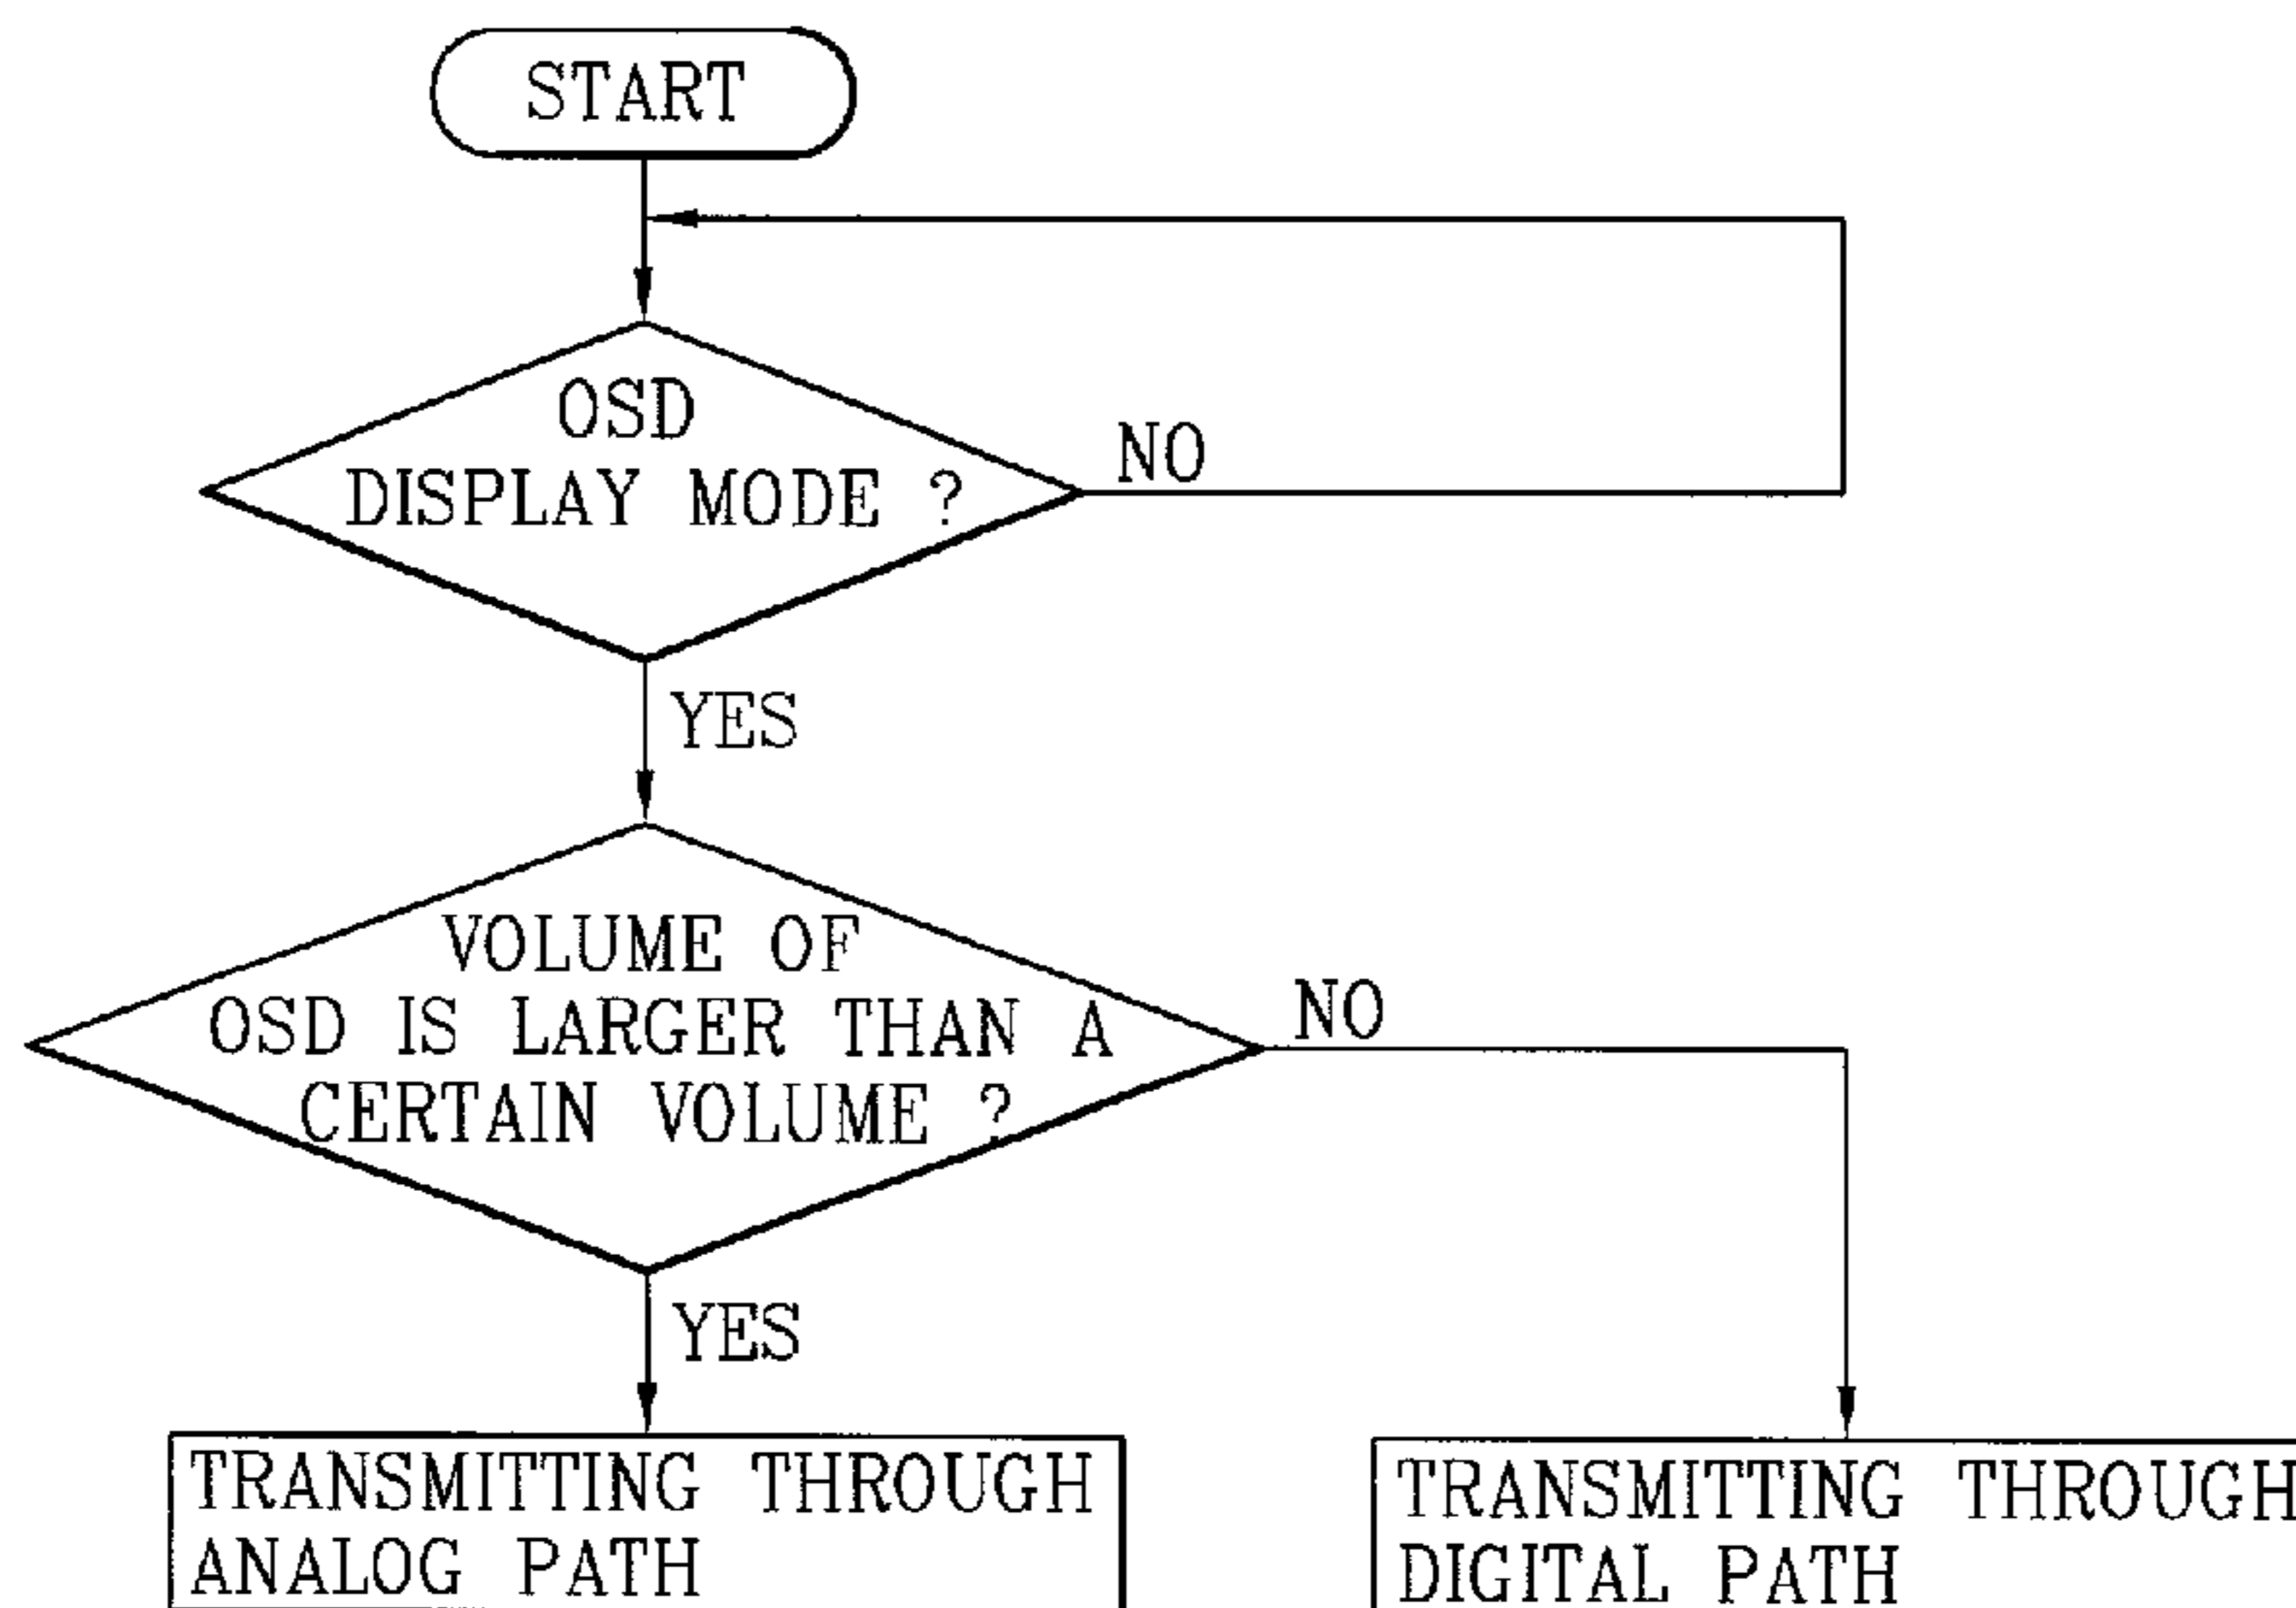 START
OSD
DISPLAY MODE ?
NO
YES
VOLUME OF
OSD IS LARGER THAN A
CERTAIN VOLUME ?
NO
YES
TRANSMITTING THROUGH
ANALOG PATH
TRANSMITTING THROUGH
DIGITAL PATH